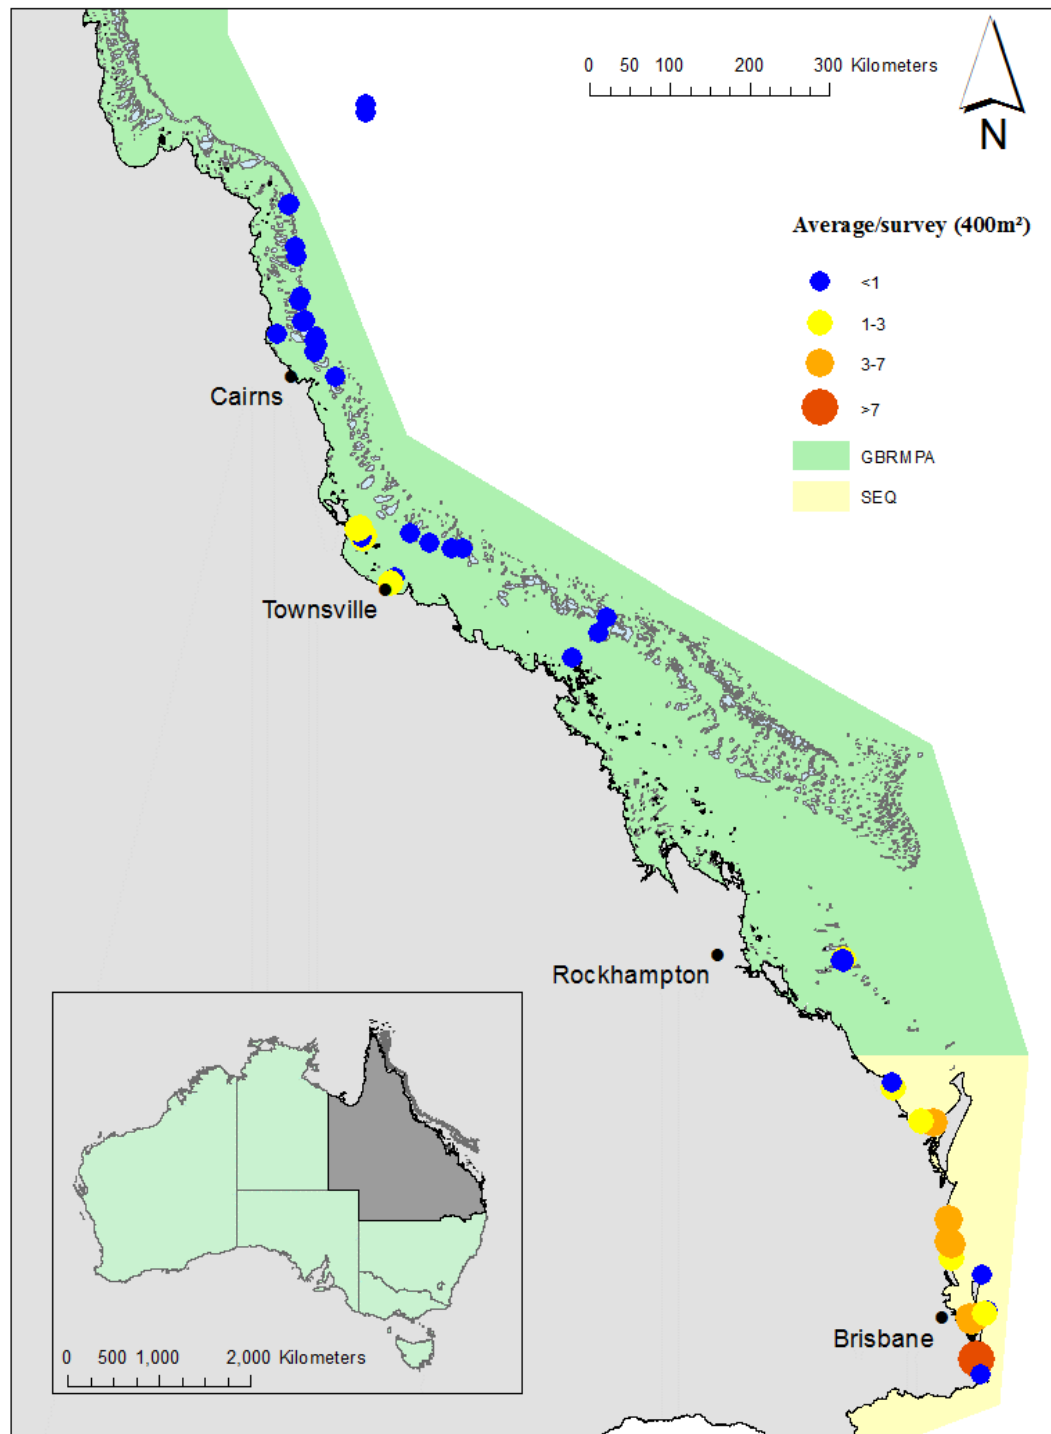 0 50 100 200 300 Kilometers
N
Average/survey (400m²)
<1
1-3
3-7
>7
GBRMPA
SEQ
Cairns
Townsville
Rockhampton
Brisbane
0 500 1,000 2,000 Kilometers